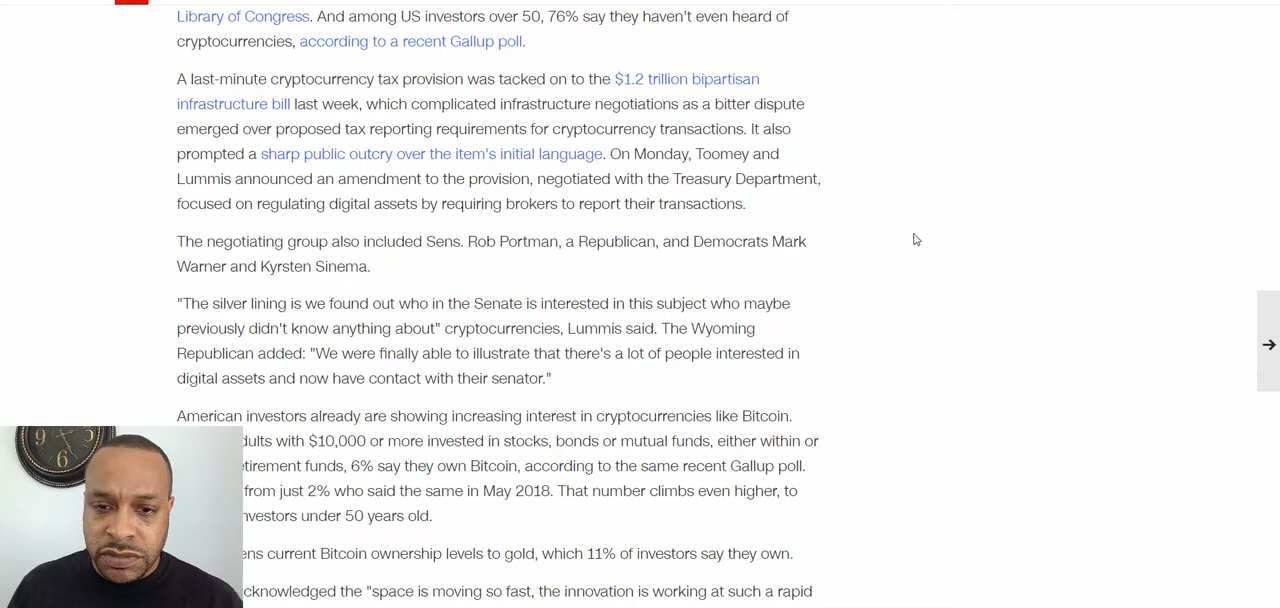 Library of Congress. And among US investors over 50, 76% say they haven't even heard of
cryptocurrencies, according to a recent Gallup poll.
A last-minute cryptocurrency tax provision was tacked on to the $1.2 trillion bipartisan
infrastructure bill last week, which complicated infrastructure negotiations as a bitter dispute
emerged over proposed tax reporting requirements for cryptocurrency transactions. It also
prompted a sharp public outcry over the item's initial language. On Monday, Toomey and
Lummis announced an amendment to the provision, negotiated with the Treasury Department,
focused on regulating digital assets by requiring brokers to report their transactions.
The negotiating group also included Sens. Rob Portman, a Republican, and Democrats Mark
Warner and Kyrsten Sinema.
"The silver lining is we found out who in the Senate is interested in this subject who maybe
previously didn't know anything about" cryptocurrencies, Lummis said. The Wyoming
Republican added: "We were finally able to illustrate that there's a lot of people interested in
digital assets and now have contact with their senator."
American investors already are showing increasing interest in cryptocurrencies like Bitcoin.
dults with $10,000 or more invested in stocks, bonds or mutual funds, either within or
etirement funds, 6% say they own Bitcoin, according to the same recent Gallup poll.
from just 2% who said the same in May 2018. That number climbs even higher, to
nvestors under 50 years old.
ens current Bitcoin ownership levels to gold, which 11% of investors say they own.
cknowledged the "space is moving so fast, the innovation is working at such a rapid
9
6